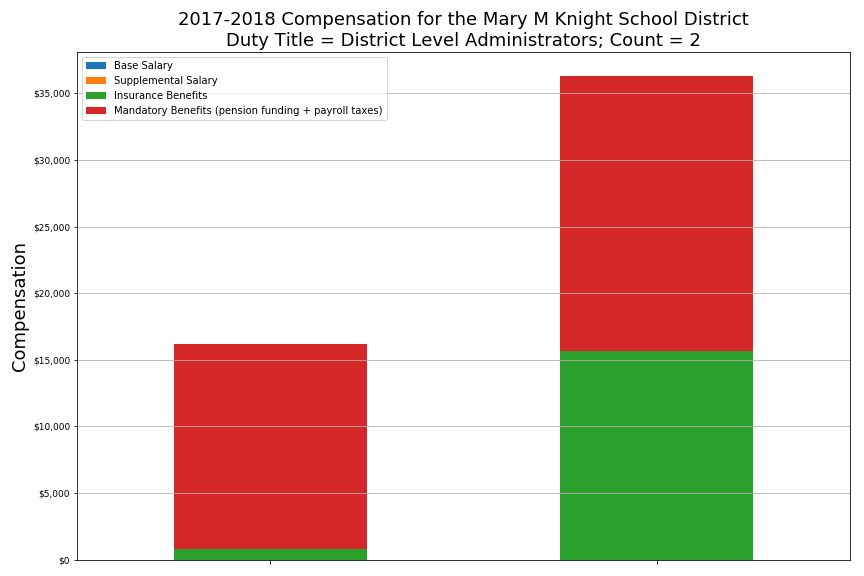 2017-2018 Compensation for the Mary M Knight School District
Duty Title = District Level Administrators; Count = 2
Base Salary
Supplemental Salary
Insurance Benefits
Mandatory Benefits (pension funding + payroll taxes)
$35,000
$30,000
$25,000
$20,000
$15,000
$10,000
$5,000
$0
Compensation